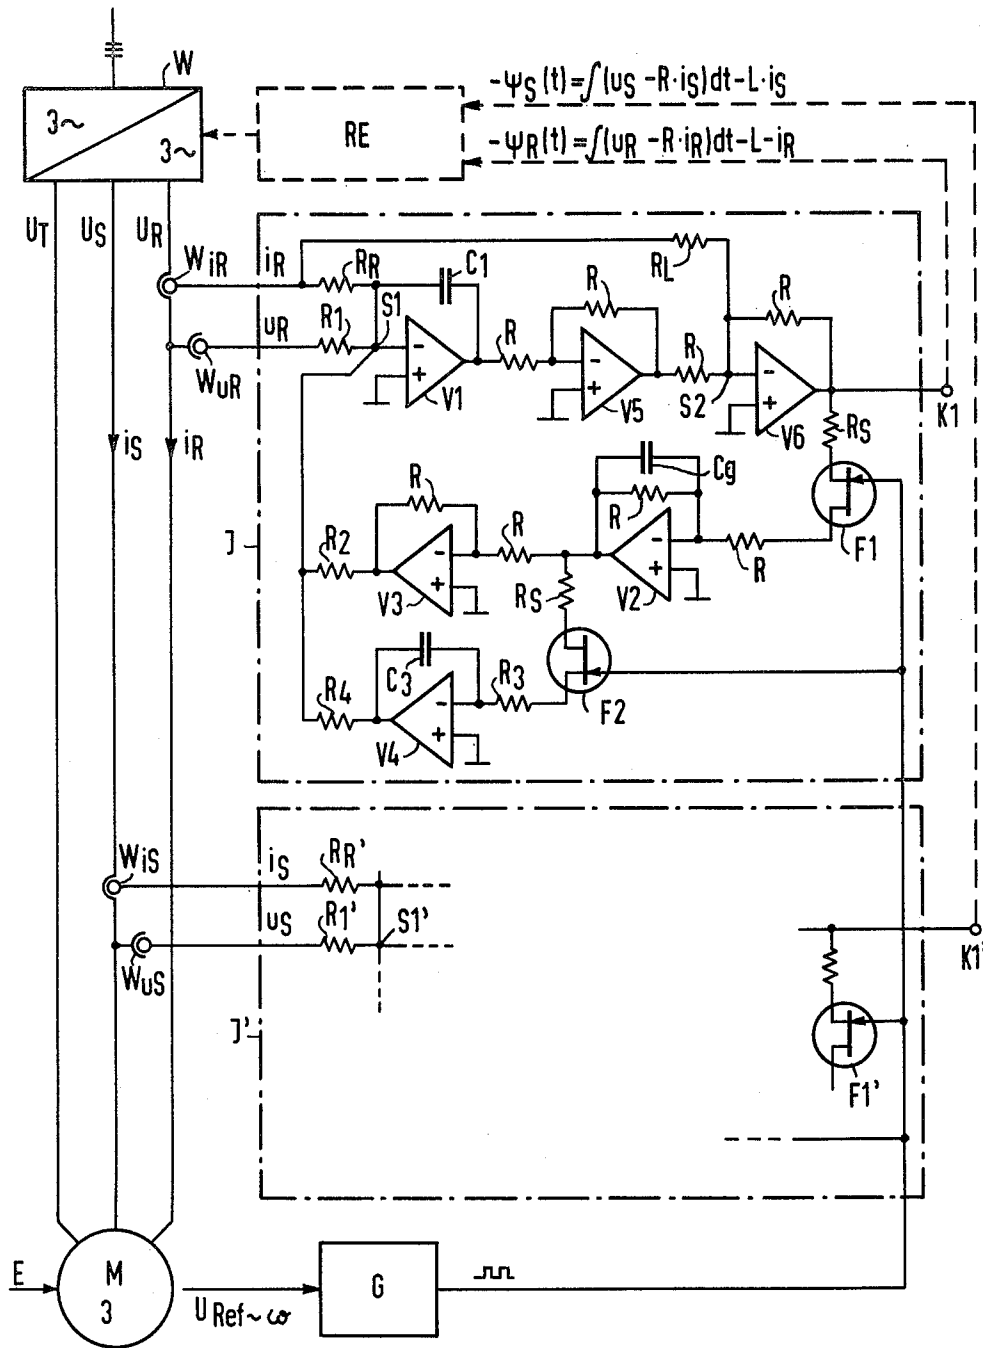 W
3~
3~
RE
-ψS (t) = ∫(uS - R·iS)dt - L·iS
-ψR (t) = ∫(uR - R·iR)dt - L-iR
UT
US
UR
WiR
iR
RR
C1
RL
R
R
S1
uR
R1
WuR
R
R
S2
V1
V5
V6
K1
iS
iR
RS
Cg
R
R
F1
J
R2
R
R
V3
RS
V2
C3
R3
F2
R4
V4
WiS
iS
RR'
uS
R1'
S1'
WuS
K1'
J'
F1'
E
M
3
URef~ω
G
- + - + - + - + - + - +